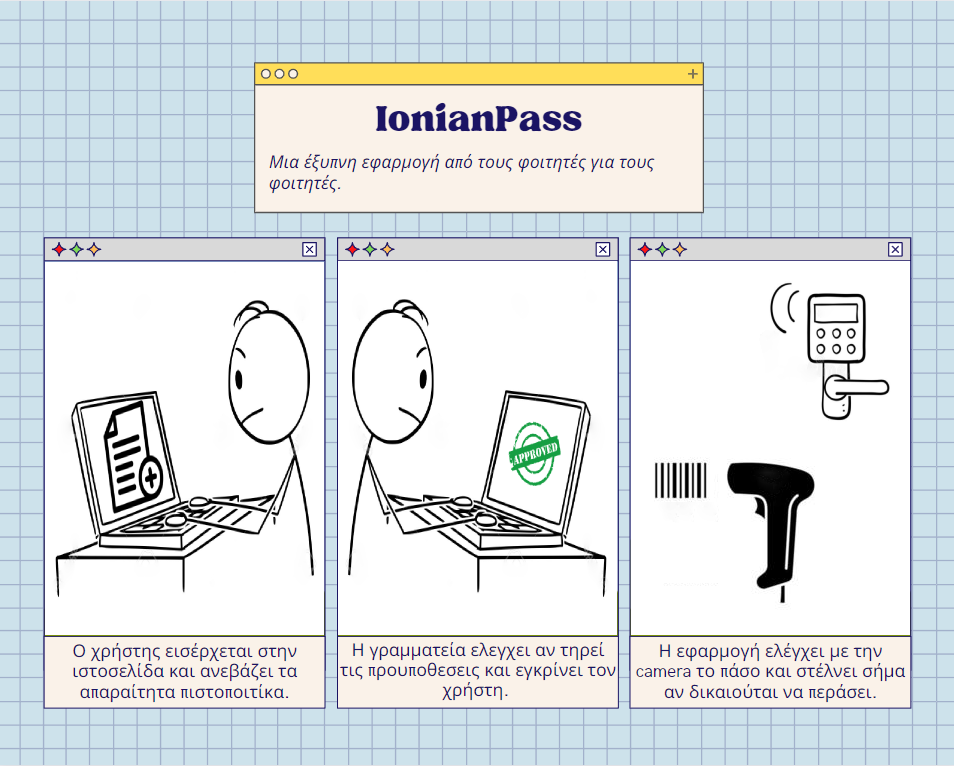 IonianPass
Μια έξυπνη εφαρμογή από τους φοιτητές για τους
φοιτητές.
APPROVED
Ο χρήστης εισέρχεται στην
ιστοσελίδα και ανεβάζει τα
απαραίτητα πιστοποιτίκα.
Η γραμματεία ελεγχει αν τηρεί
τις προυποθεσεις και εγκρίνει τον
χρήστη.
Η εφαρμογή ελέγχει με την
camera το πάσο και στέλνει σήμα
αν δικαιούται να περάσει.